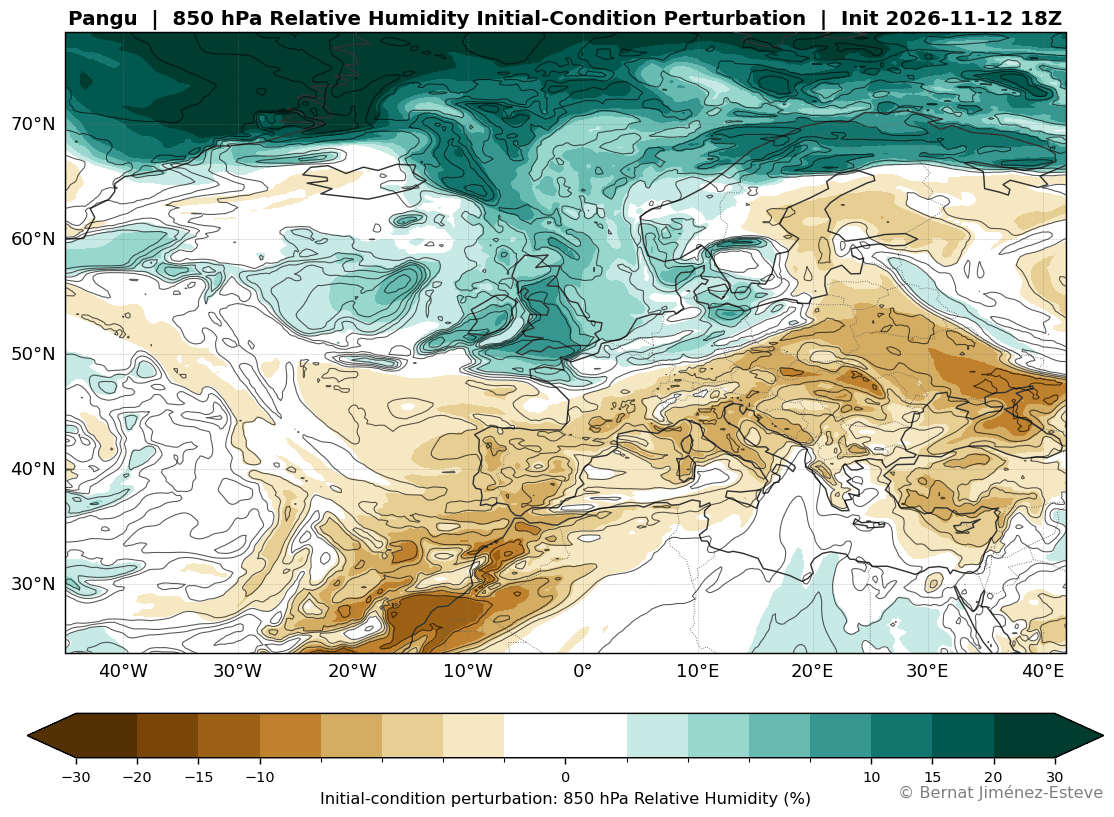 Pangu | 850 hPa Relative Humidity Initial-Condition Perturbation | Init 2026-11-12 18Z
70°N
60°N
50°N
40°N
30°N
40°W 30°W 20°W 10°W 0° 10°E 20°E 30°E 40°E
−30 −20 −15 −10 0 10 15 20 30
Initial-condition perturbation: 850 hPa Relative Humidity (%)
© Bernat Jiménez-Esteve